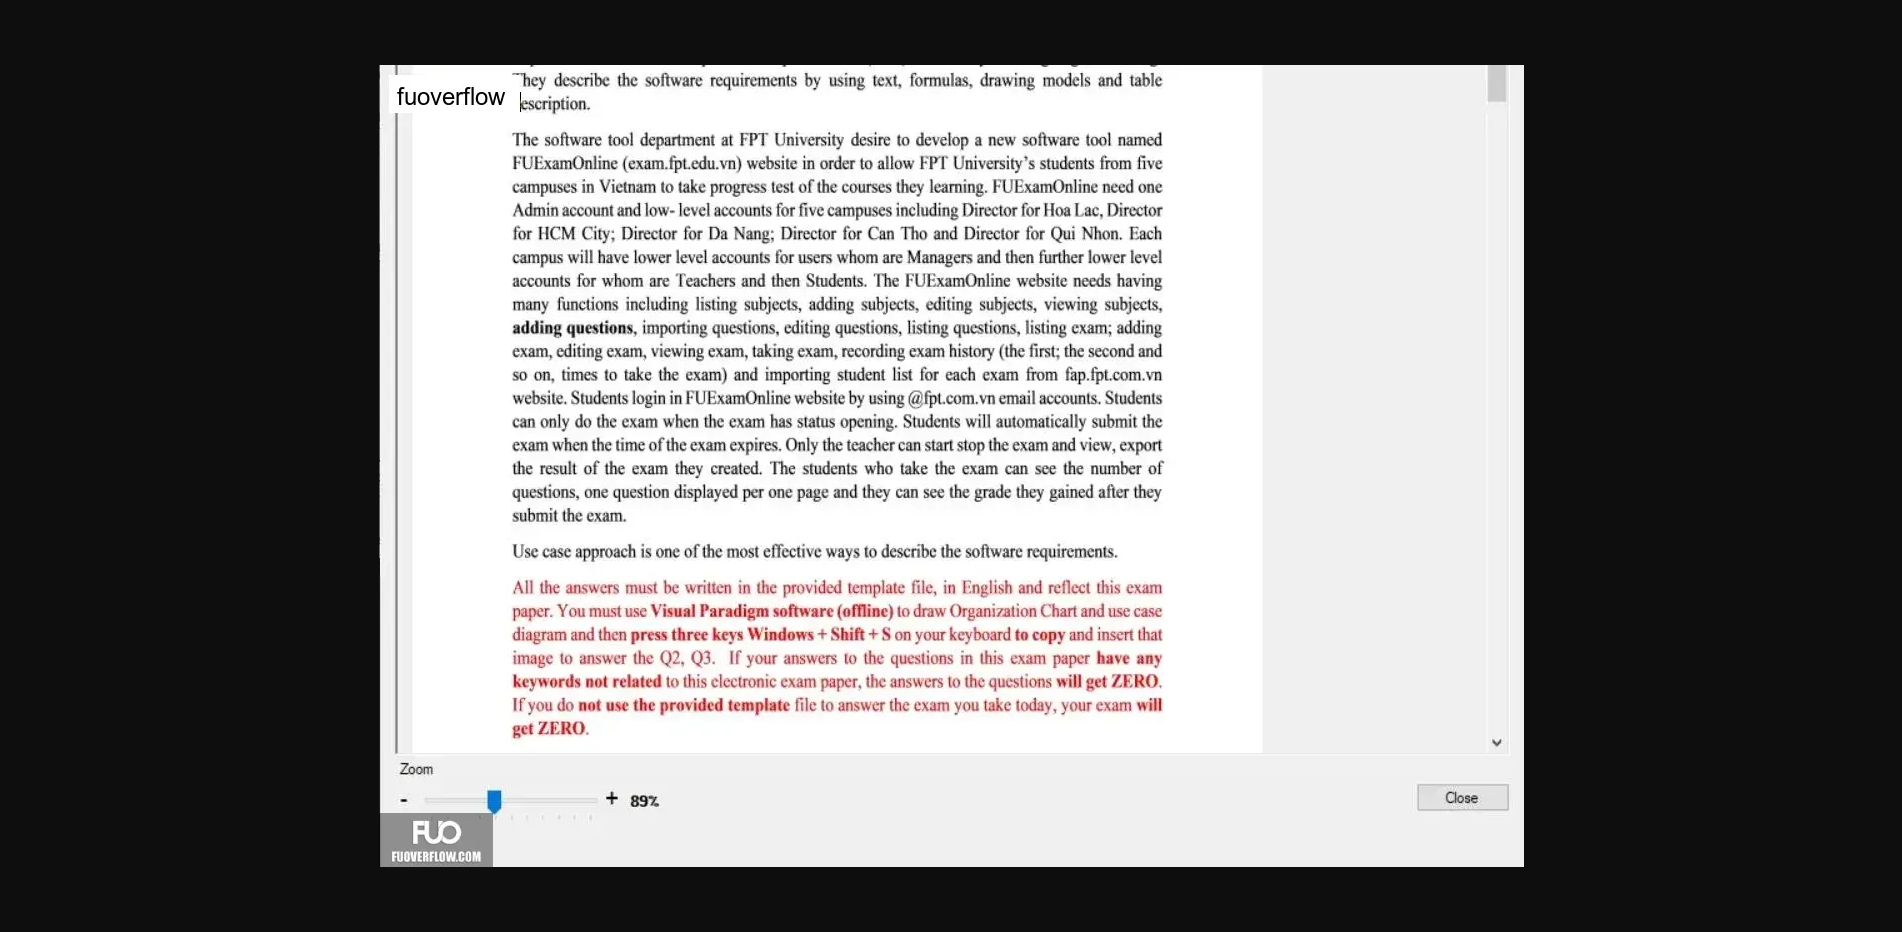 They describe the software requirements by using text, formulas, drawing models and table
fuoverflow
escription.
The software tool department at FPT University desire to develop a new software tool named
FUExamOnline (exam.fpt.edu.vn) website in order to allow FPT University's students from five
campuses in Vietnam to take progress test of the courses they learning. FUExamOnline need one
Admin account and low- level accounts for five campuses including Director for Hoa Lac, Director
for HCM City; Director for Da Nang; Director for Can Tho and Director for Qui Nhon. Each
campus will have lower level accounts for users whom are Managers and then further lower level
accounts for whom are Teachers and then Students. The FUExamOnline website needs having
many functions including listing subjects, adding subjects, editing subjects, viewing subjects,
adding questions, importing questions, editing questions, listing questions, listing exam; adding
exam, editing exam, viewing exam, taking exam, recording exam history (the first; the second and
so on, times to take the exam) and importing student list for each exam from fap.fpt.com.vn
website. Students login in FUExamOnline website by using @fpt.com.vn email accounts. Students
can only do the exam when the exam has status opening. Students will automatically submit the
exam when the time of the exam expires. Only the teacher can start stop the exam and view, export
the result of the exam they created. The students who take the exam can see the number of
questions, one question displayed per one page and they can see the grade they gained after they
submit the exam.
Use case approach is one of the most effective ways to describe the software requirements.
All the answers must be written in the provided template file, in English and reflect this exam
paper. You must use Visual Paradigm software (offline) to draw Organization Chart and use case
diagram and then press three keys Windows + Shift + S on your keyboard to copy and insert that
image to answer the Q2, Q3. If your answers to the questions in this exam paper have any
keywords not related to this electronic exam paper, the answers to the questions will get ZERO.
If you do not use the provided template file to answer the exam you take today, your exam will
get ZERO.
Zoom
- + 89%
Close
FUO
FUOVERFLOW.COM